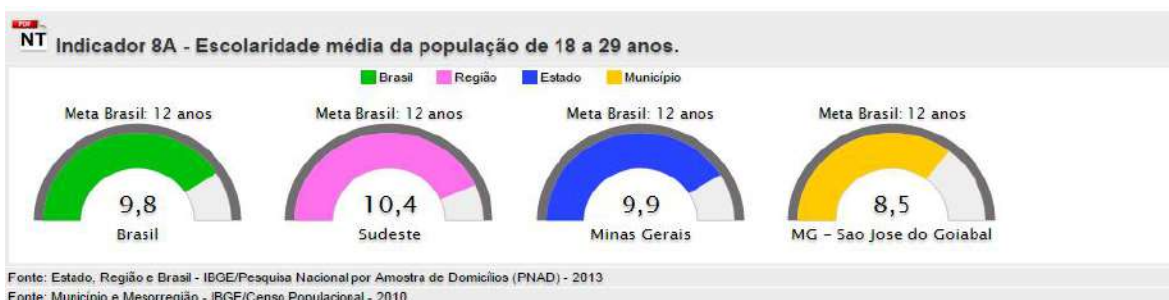 PDF
NT Indicador 8A - Escolaridade média da população de 18 a 29 anos.
Brasil Região Estado Município
Meta Brasil: 12 anos Meta Brasil: 12 anos Meta Brasil: 12 anos Meta Brasil: 12 anos
9,8 10,4 9,9 8,5
Brasil Sudeste Minas Gerais MG - Sao Jose do Goiabal
Fonte: Estado, Região e Brasil - IBGE/Pesquisa Nacional por Amostra de Domicílios (PNAD) - 2013
Fonte: Município e Mesorregião - IBGE/Censo Populacional - 2010